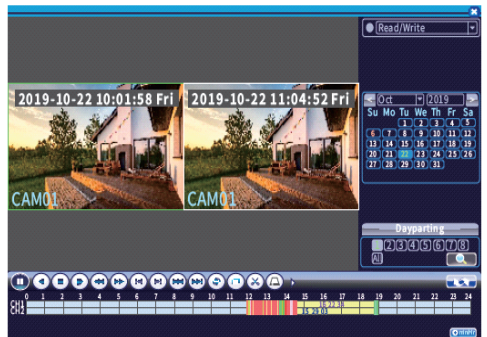 Read/Write
2019-10-22 10:01:58 Fri
2019-10-22 11:04:52 Fri
Oct 2019
Su Mo Tu We Th Fr Sa
1 2 3 4 5
6 7 8 9 10 11 12
13 14 15 16 17 18 19
20 21 22 23 24 25 26
27 28 29 30 31
CAM01
CAM01
Dayparting
2 3 4 5 6 7 8
All
0 1 2 3 4 5 6 7 8 9 10 11 12 13 14 15 16 17 18 19 20 21 22 23 24
CH1
CH2